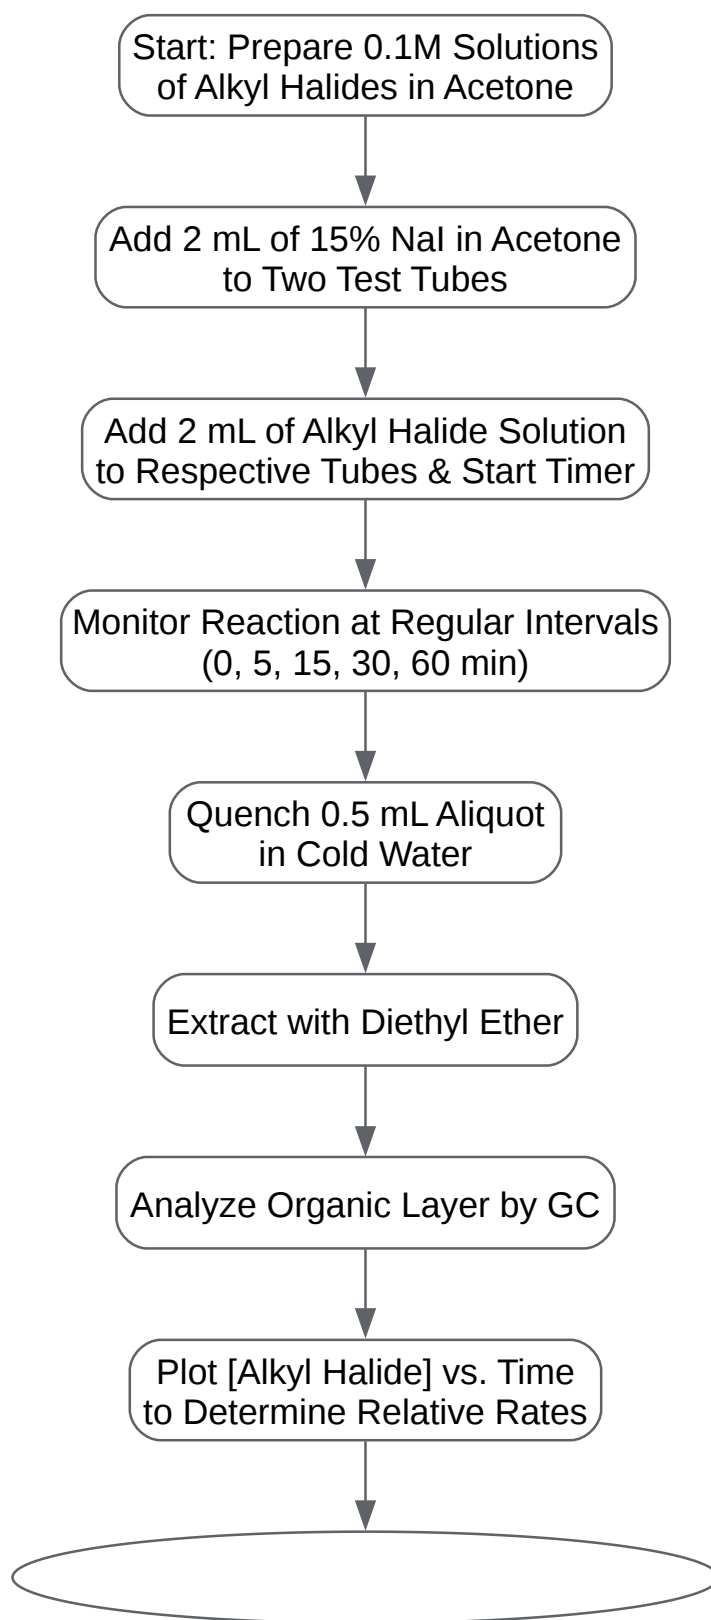 Start: Prepare 0.1M Solutions
of Alkyl Halides in Acetone
Add 2 mL of 15% NaI in Acetone
to Two Test Tubes
Add 2 mL of Alkyl Halide Solution
to Respective Tubes & Start Timer
Monitor Reaction at Regular Intervals
(0, 5, 15, 30, 60 min)
Quench 0.5 mL Aliquot
in Cold Water
Extract with Diethyl Ether
Analyze Organic Layer by GC
Plot [Alkyl Halide] vs. Time
to Determine Relative Rates